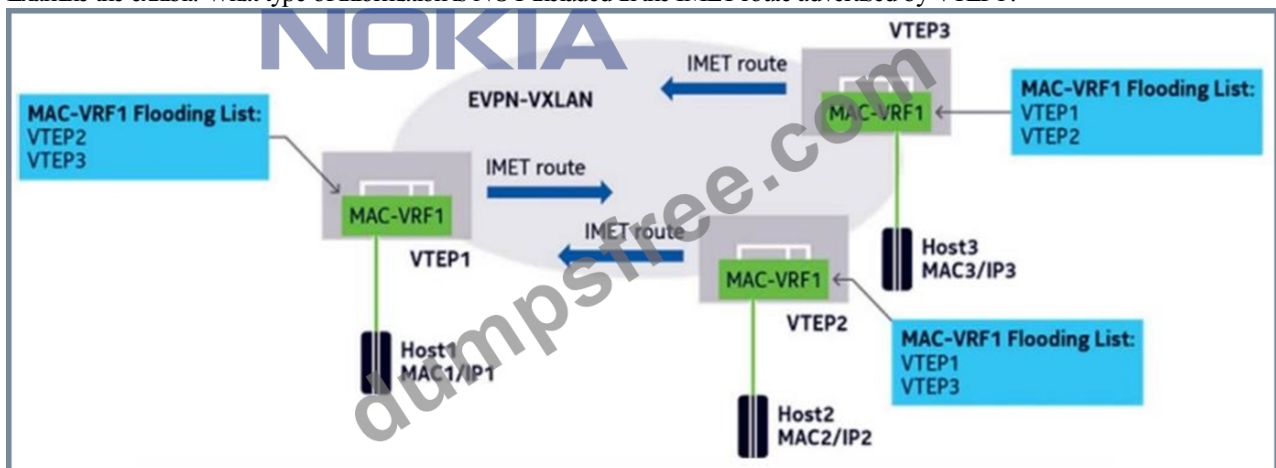 Examine the exhibit. What type of information is NOT included in the IMET route advertised by VTEP1?
NOKIA
VTEP3
IMET route
EVPN-VXLAN
MAC-VRF1 Flooding List:
VTEP2
VTEP3
MAC-VRF1
MAC-VRF1 Flooding List:
VTEP1
VTEP2
IMET route
MAC-VRF1
VTEP1
IMET route
MAC-VRF1
VTEP2
Host3
MAC3/IP3
Host1
MAC1/IP1
MAC-VRF1 Flooding List:
VTEP1
VTEP3
Host2
MAC2/IP2
dumpsfree.com